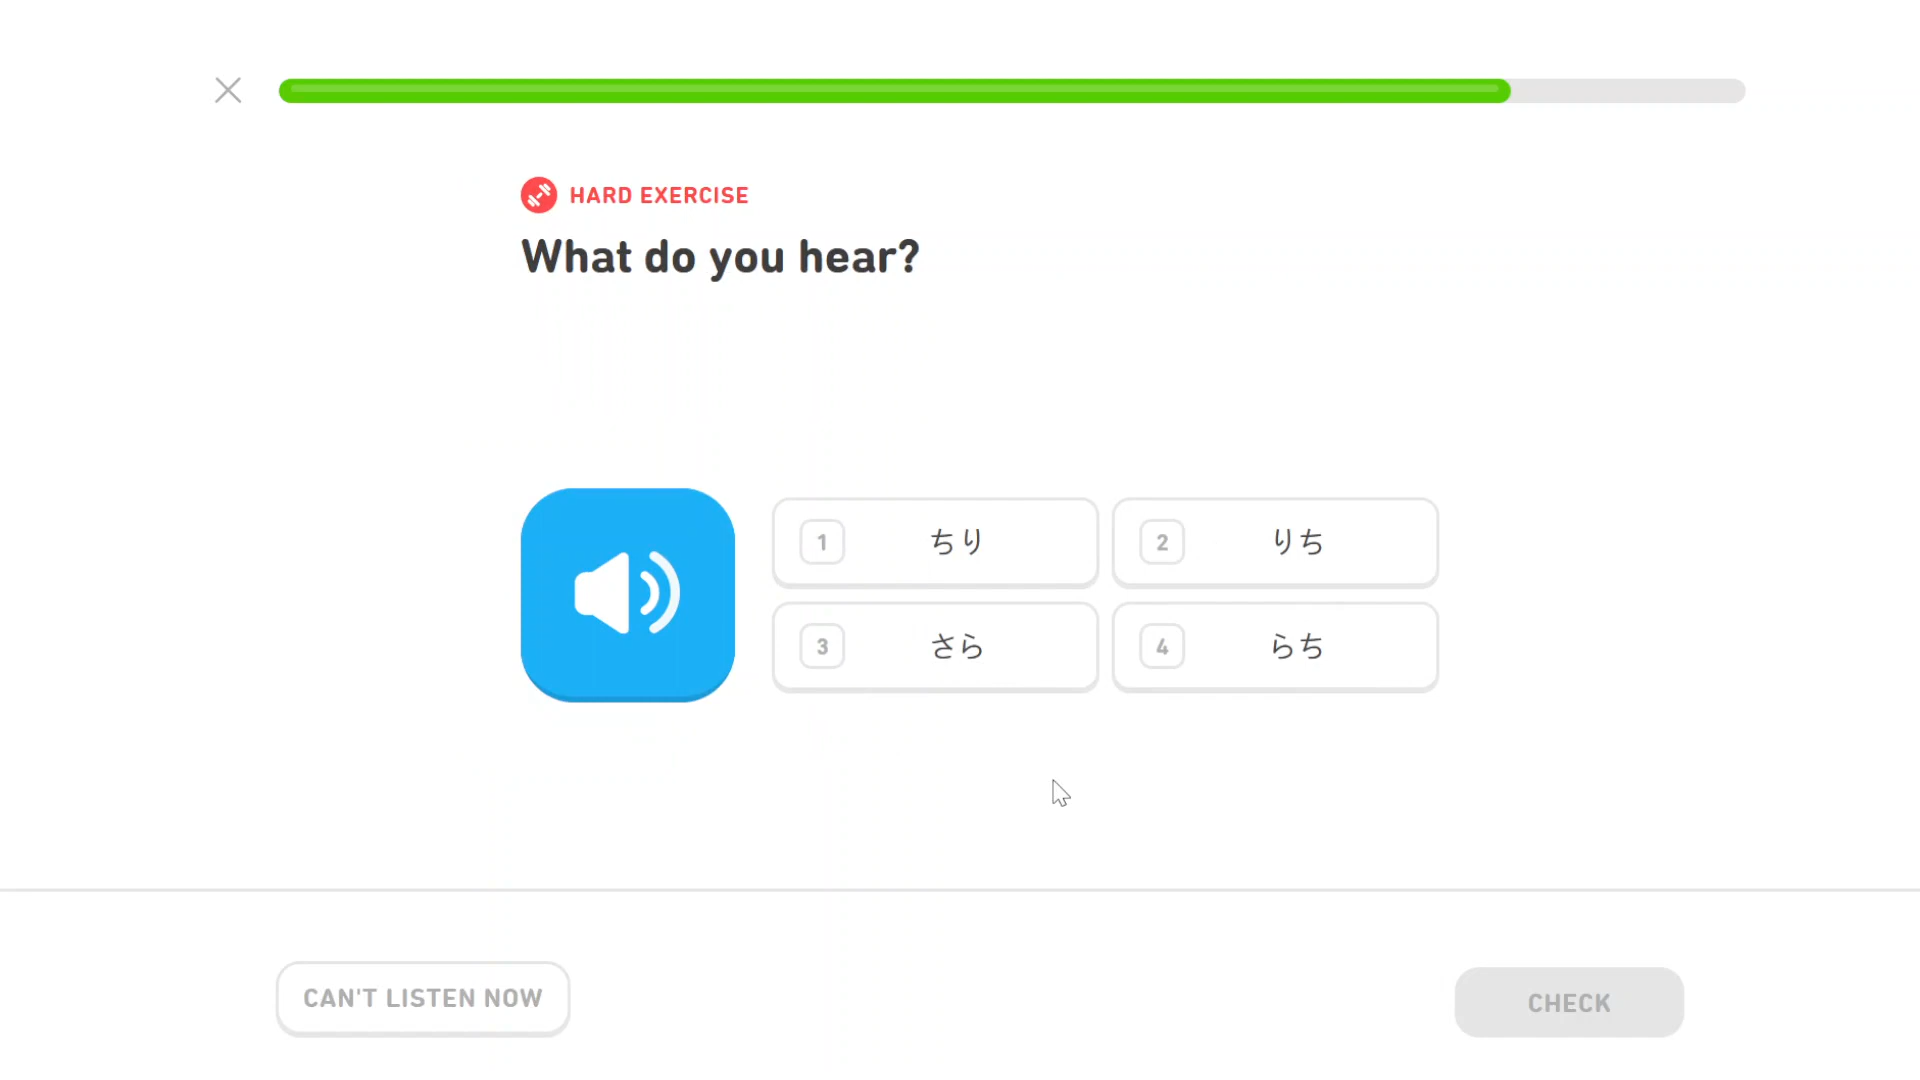 HARD EXERCISE
What do you hear?
1 ちり
2 りち
3 さら
4 らち
CAN'T LISTEN NOW
CHECK